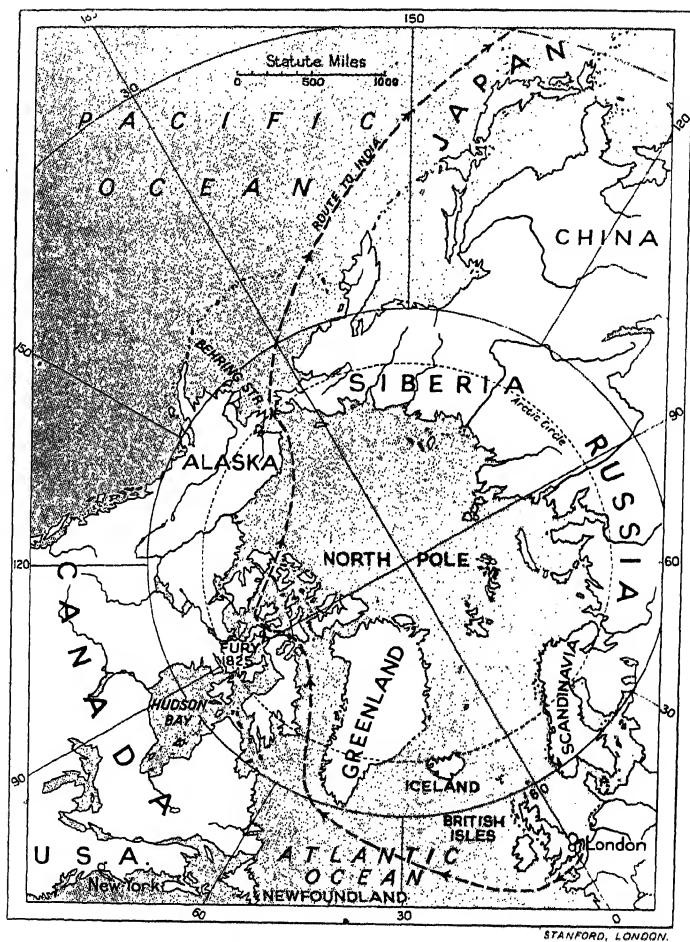 165
150
Statute Miles
0 500 1000
30
PACIFIC
OCEAN
JAPAN
120
ROUTE TO INDIA
CHINA
150
BEHRING STR.
SIBERIA
Arctic Circle
90
ALASKA
RUSSIA
NORTH POLE
120
60
CANADA
FURY
1825
GREENLAND
SCANDINAVIA
HUDSON
BAY
30
ICELAND
60
90
BRITISH
ISLES
London
U.S.A.
ATLANTIC
OCEAN
New York
NEWFOUNDLAND
60
30
0
STANFORD, LONDON.